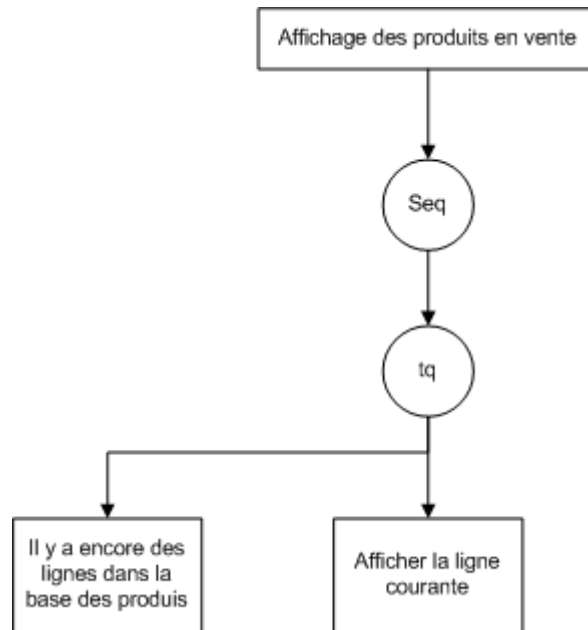 Affichage des produits en vente
Seq
tq
Il y a encore des
lignes dans la
base des produis
Afficher la ligne
courante